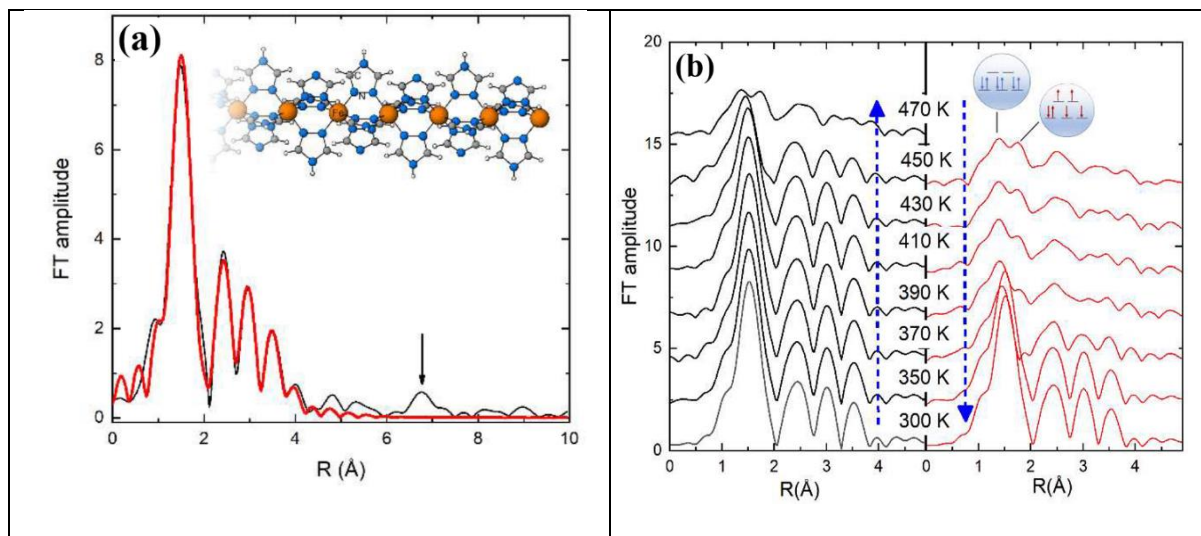 (a)
8
6
4
2
0
FT amplitude
0 2 4 6 8 10
R (Å)
N
(b)
20
15
10
5
0
FT amplitude
470 K
450 K
430 K
410 K
390 K
370 K
350 K
300 K
0 1 2 3 4 0 1 2 3 4
R(Å) R(Å)